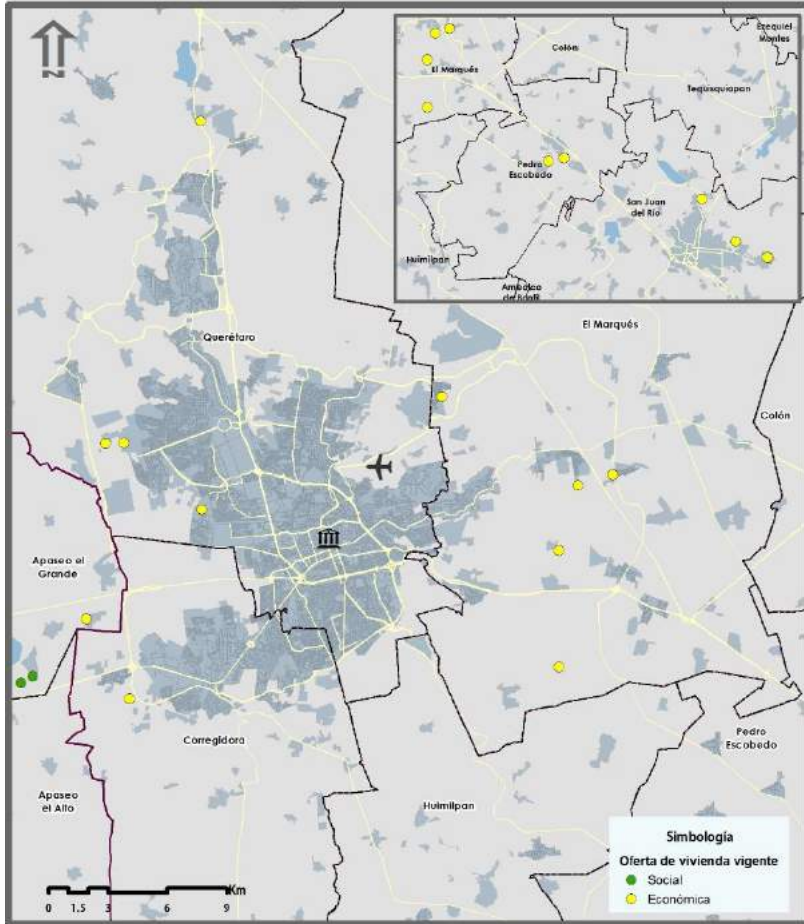 N
Ezequiel
Montes
Colón
El Marqués
Tequisquiapan
Pedro
Escobedo
San Juan
del Río
Huimilpan
Amealco
de Bonfil
El Marqués
Querétaro
Colón
Apaseo el
Grande
Corregidora
Pedro
Escobedo
Apaseo
el Alto
Huimilpan
Simbología
Oferta de vivienda vigente
Social
Económica
Km
0 1.5 3 6 9